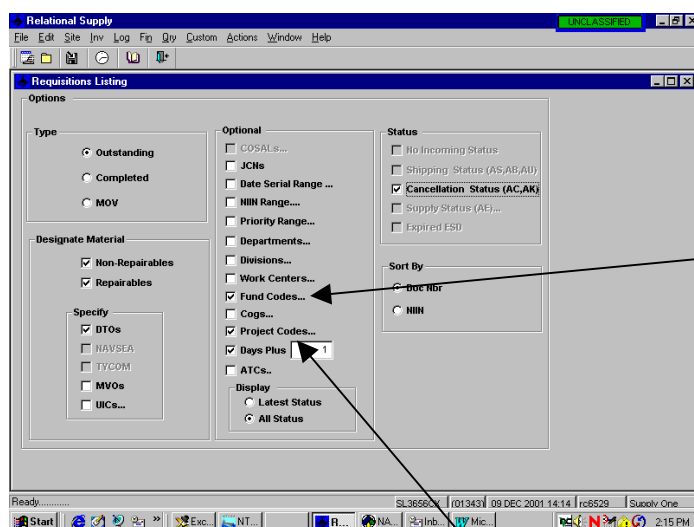 Relational Supply
UNCLASSIFIED
File Edit Site Inv Log Fin Qry Custom Actions Window Help
Requisitions Listing
Options
Type
Outstanding
Completed
MOV
Designate Material
Non-Repairables
Repairables
Specify
DTOs
NAVSEA
TYCOM
MVOs
UICs...
Optional
COSALs...
JCNs
Date Serial Range ...
NIIN Range....
Priority Range...
Departments...
Divisions...
Work Centers...
Fund Codes...
Cogs...
Project Codes...
Days Plus 1
ATCs..
Display
Latest Status
All Status
Status
No Incoming Status
Shipping Status (AS,AB,AU)
Cancellation Status (AC,AK)
Supply Status (AE)...
Expired ESD
Sort By
Doc Nbr
NIIN
Ready............ (01343) 09 DEC 2001 14:14 rc6529 Supply One
Start » Exc... NT... R... NA... Inb... Mic... 2:15 PM